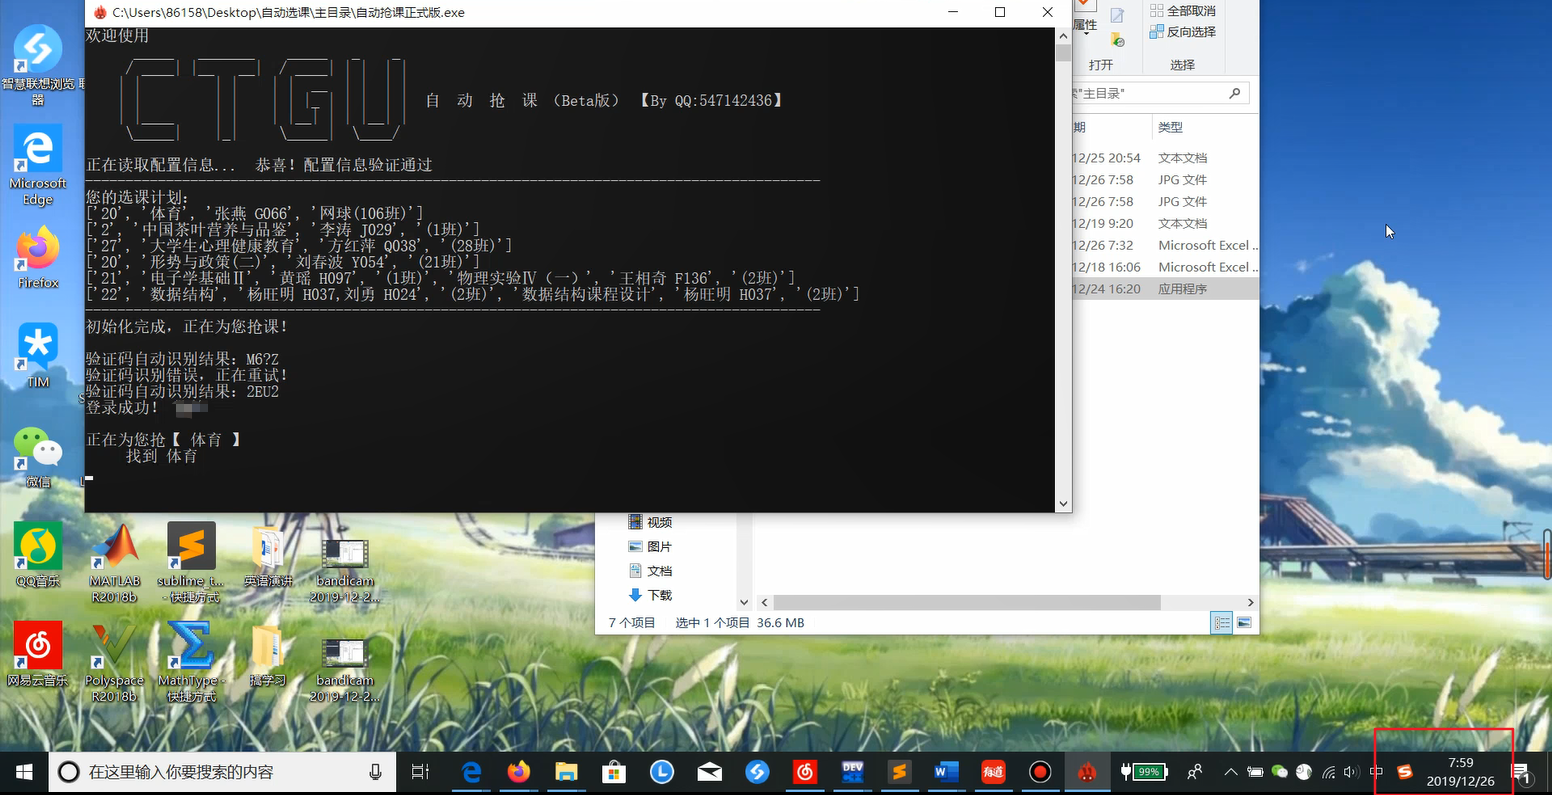 C:\Users\86158\Desktop\自动选课\主目录\自动抢课正式版.exe
欢迎使用
CTGU 自 动 抢 课 (Beta版) 【By QQ:547142436】
正在读取配置信息... 恭喜!配置信息验证通过
您的选课计划:
['20', '体育', '张燕 G066', '网球(106班)']
['2', '中国茶叶营养与品鉴', '李涛 J029', '(1班)']
['27', '大学生心理健康教育', '方红萍 Q038', '(28班)']
['20', '形势与政策(二)', '刘春波 Y054', '(21班)']
['21', '电子学基础Ⅱ', '黄瑶 H097', '(1班)', '物理实验Ⅳ（一）', '王相奇 F136', '(2班)']
['22', '数据结构', '杨旺明 H037,刘勇 H024', '(2班)', '数据结构课程设计', '杨旺明 H037', '(2班)']
初始化完成，正在为您抢课!
验证码自动识别结果: M6?Z
验证码识别错误，正在重试!
验证码自动识别结果: 2EU2
登录成功!
正在为您抢【 体育 】
找到 体育
属性
打开
全部取消
反向选择
选择
"主目录"
期 类型
12/25 20:54 文本文档
12/26 7:58 JPG 文件
12/26 7:58 JPG 文件
12/19 9:20 文本文档
12/26 7:32 Microsoft Excel ..
12/18 16:06 Microsoft Excel ..
12/24 16:20 应用程序
视频
图片
文档
下载
7 个项目 选中 1 个项目 36.6 MB
智慧联想浏览器
Microsoft Edge
Firefox
TIM
微信
QQ音乐
MATLAB R2018b
sublime_t... - 快捷方式
英语演讲
bandicam 2019-12-2...
网易云音乐
Polyspace R2018b
MathType - 快捷方式
搞学习
bandicam 2019-12-2...
在这里输入你要搜索的内容
DEV
有道
99%
中
7:59
2019/12/26
1